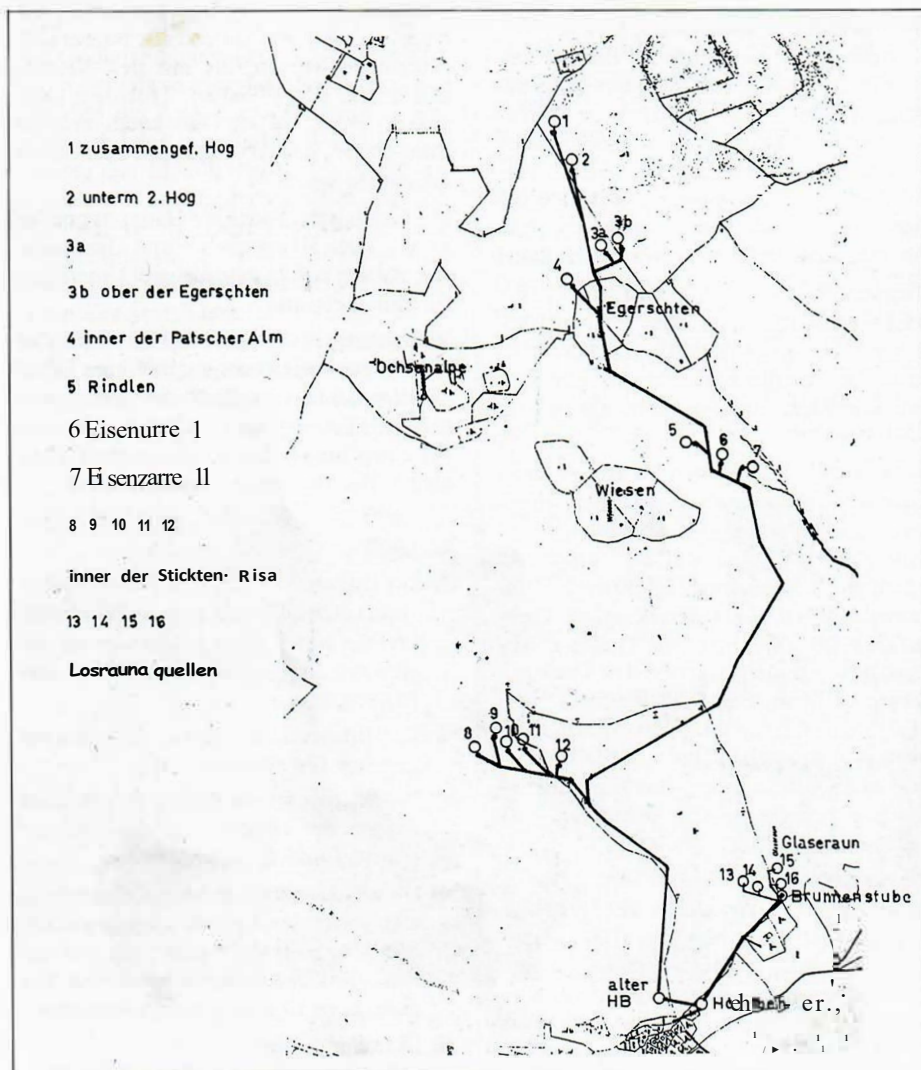 1 zusammengef. Hog
2 unterm 2. Hog
3a
3b ober der Egerschten
4 inner der Patscher Alm
5 Rindlen
6 Eisenurre 1
7 Eisenzarre 11
8 9 10 11 12
inner der Stickten Risa
13 14 15 16
Losrauna quellen
1
2
3a 3b
4
Egerschten
Ochsenalpe
5
6
7
Wiesen
8 9 10 11 12
Glaseraun
13 14 15
16
Brunnenstube
alter
HB